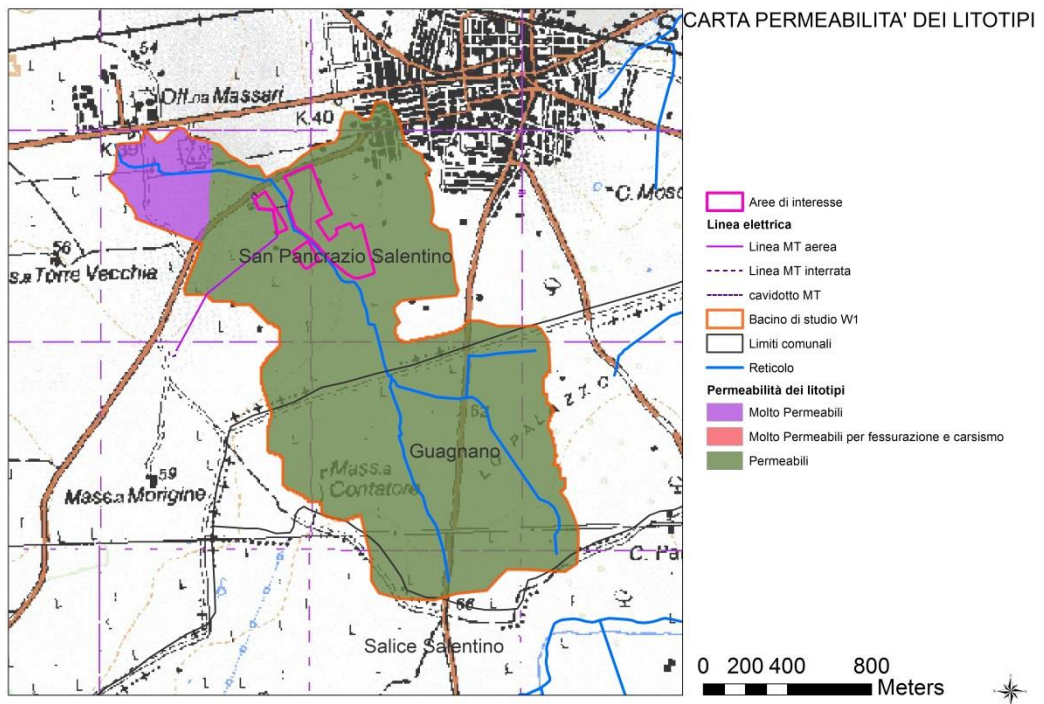 CARTA PERMEABILITA' DEI LITOTIPI
54
Off.na Massari
K.40
K.39
C. Mosc
56
s.a Torre Vecchia
San Pancrazio Salentino
62
LO PALAZZO
Guagnano
Mass.a
Contatore
59
Mass.a Morigine
C. Pa
66
Salice Salentino
Aree di interesse
Linea elettrica
Linea MT aerea
Linea MT interrata
cavidotto MT
Bacino di studio W1
Limiti comunali
Reticolo
Permeabilità dei litotipi
Molto Permeabili
Molto Permeabili per fessurazione e carsismo
Permeabili
0 200 400 800
Meters